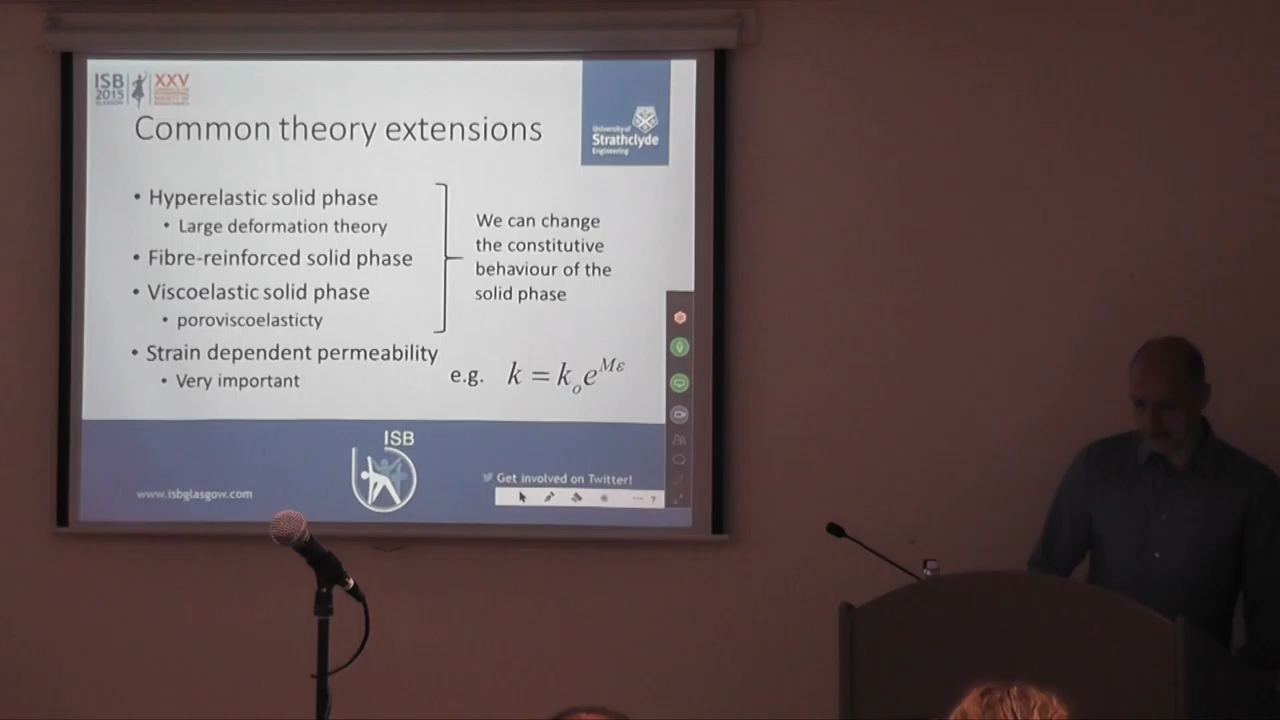 ISB
2015
GLASGOW
XXV
Common theory extensions
University of
Strathclyde
Engineering
• Hyperelastic solid phase
• Large deformation theory
• Fibre-reinforced solid phase
• Viscoelastic solid phase
• poroviscoelasticty
We can change
the constitutive
behaviour of the
solid phase
• Strain dependent permeability
• Very important
e.g. k = kₒe^{Mε}
ISB
www.isbglasgow.com
Get involved on Twitter!
... ?